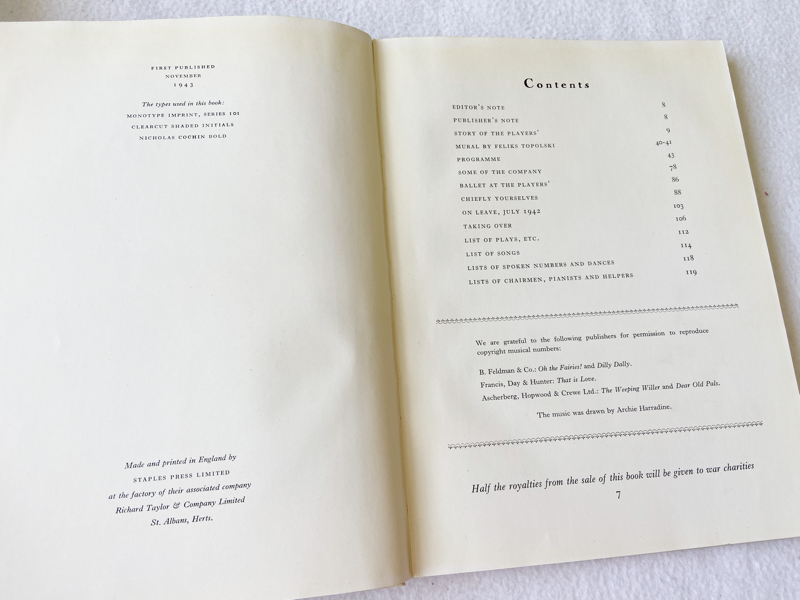 FIRST PUBLISHED
NOVEMBER
1943
The types used in this book:
MONOTYPE IMPRINT, SERIES 101
CLEARCUT SHADED INITIALS
NICHOLAS COCHIN BOLD
Made and printed in England by
STAPLES PRESS LIMITED
at the factory of their associated company
Richard Taylor & Company Limited
St. Albans, Herts.
Contents
EDITOR'S NOTE 8
PUBLISHER'S NOTE 8
STORY OF THE PLAYERS' 9
MURAL BY FELIKS TOPOLSKI 40-41
PROGRAMME 43
SOME OF THE COMPANY 78
BALLET AT THE PLAYERS' 86
CHIEFLY YOURSELVES 88
ON LEAVE, JULY 1942 103
TAKING OVER 106
LIST OF PLAYS, ETC. 112
LIST OF SONGS 114
LISTS OF SPOKEN NUMBERS AND DANCES 118
LISTS OF CHAIRMEN, PIANISTS AND HELPERS 119
We are grateful to the following publishers for permission to reproduce
copyright musical numbers:
B. Feldman & Co.: Oh the Fairies! and Dilly Dally.
Francis, Day & Hunter: That is Love.
Ascherberg, Hopwood & Crewe Ltd.: The Weeping Willer and Dear Old Pals.
The music was drawn by Archie Harradine.
Half the royalties from the sale of this book will be given to war charities
7